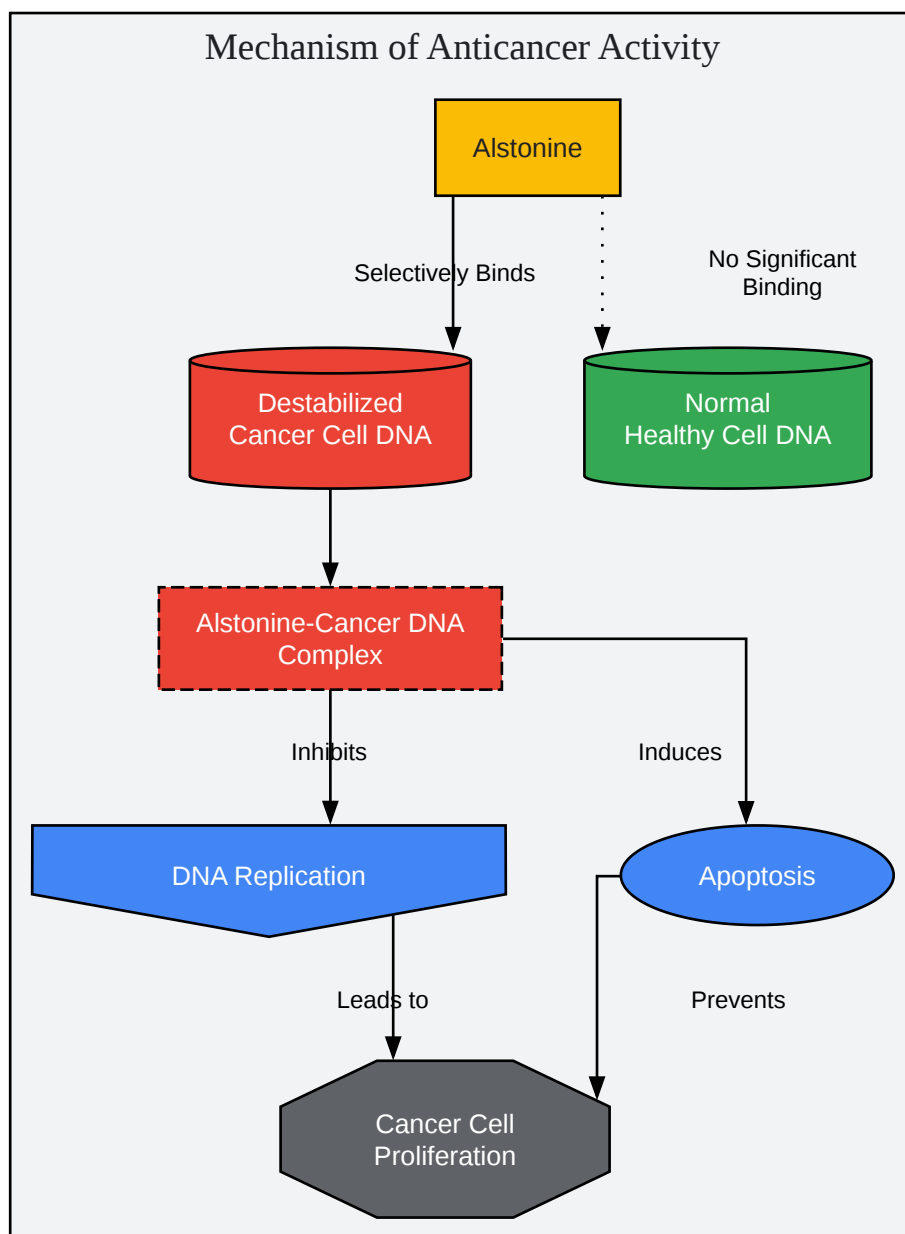 Mechanism of Anticancer Activity
Alstonine
Selectively Binds
No Significant
Binding
Destabilized
Cancer Cell DNA
Normal
Healthy Cell DNA
Alstonine-Cancer DNA
Complex
Inhibits
Induces
DNA Replication
Apoptosis
Leads to
Prevents
Cancer Cell
Proliferation